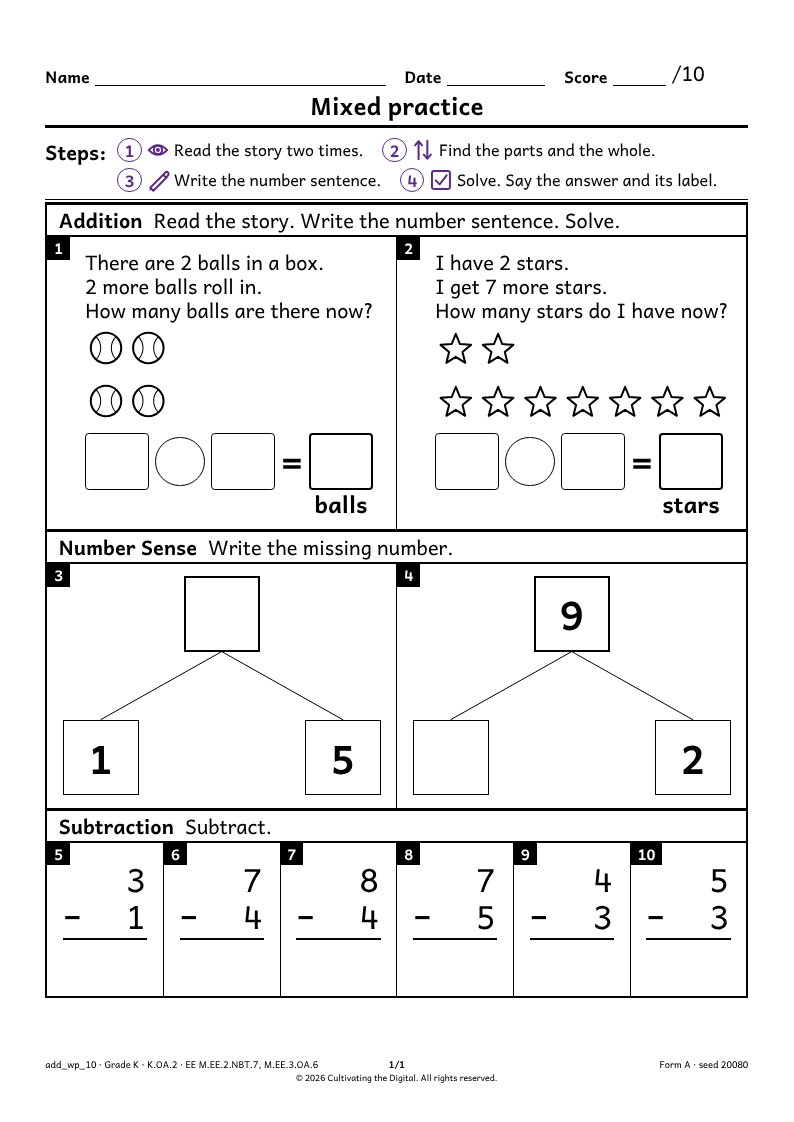 Name Date Score /10
Mixed practice
Steps: 1 Read the story two times. 2 Find the parts and the whole.
3 Write the number sentence. 4 Solve. Say the answer and its label.
Addition Read the story. Write the number sentence. Solve.
1
There are 2 balls in a box.
2 more balls roll in.
How many balls are there now?
=
balls
2
I have 2 stars.
I get 7 more stars.
How many stars do I have now?
=
stars
Number Sense Write the missing number.
3
1 5
4
9
2
Subtraction Subtract.
5
3
− 1
6
7
− 4
7
8
− 4
8
7
− 5
9
4
− 3
10
5
− 3
add_wp_10 · Grade K · K.OA.2 · EE M.EE.2.NBT.7, M.EE.3.OA.6 1/1 Form A · seed 20080
© 2026 Cultivating the Digital. All rights reserved.